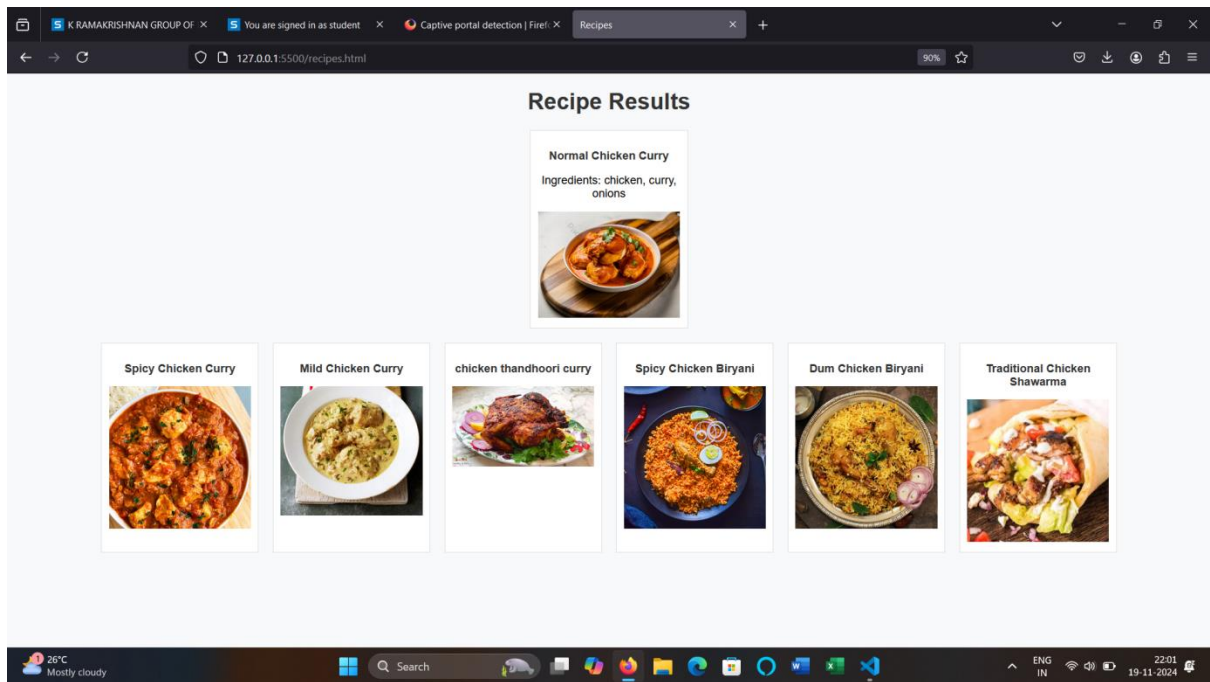 K RAMAKRISHNAN GROUP OF
You are signed in as student
Captive portal detection | Firefo
Recipes
127.0.0.1:5500/recipes.html
90%
Recipe Results
Normal Chicken Curry
Ingredients: chicken, curry,
onions
Spicy Chicken Curry
Mild Chicken Curry
chicken thandhoori curry
Spicy Chicken Biryani
Dum Chicken Biryani
Traditional Chicken
Shawarma
1
26°C
Mostly cloudy
Search
ENG
IN
22:01
19-11-2024